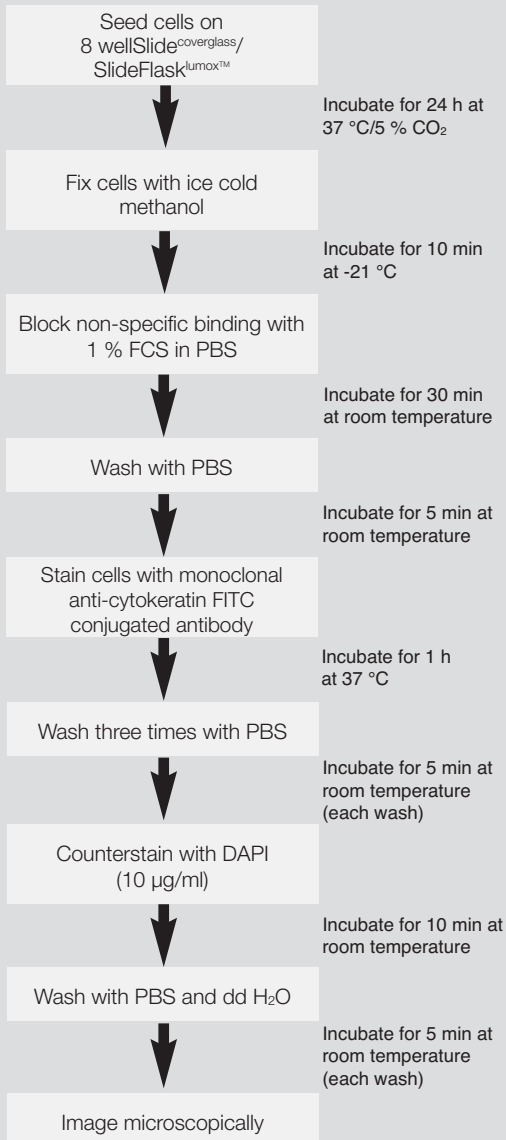 Seed cells on
8 wellSlidecoverglass/
SlideFlasklumox™
Incubate for 24 h at
37 °C/5 % CO₂
Fix cells with ice cold
methanol
Incubate for 10 min
at -21 °C
Block non-specific binding with
1 % FCS in PBS
Incubate for 30 min
at room temperature
Wash with PBS
Incubate for 5 min at
room temperature
Stain cells with monoclonal
anti-cytokeratin FITC
conjugated antibody
Incubate for 1 h
at 37 °C
Wash three times with PBS
Incubate for 5 min at
room temperature
(each wash)
Counterstain with DAPI
(10 µg/ml)
Incubate for 10 min at
room temperature
Wash with PBS and dd H₂O
Incubate for 5 min at
room temperature
(each wash)
Image microscopically